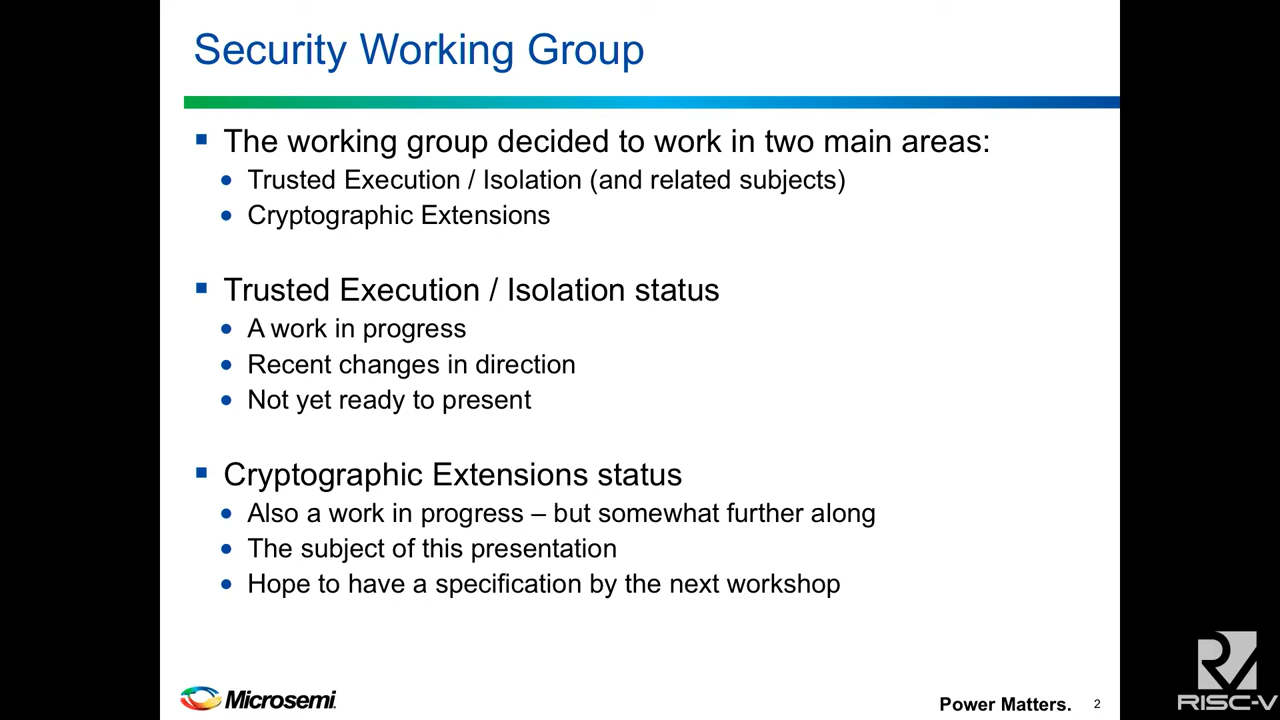 Security Working Group
The working group decided to work in two main areas:
Trusted Execution / Isolation (and related subjects)
Cryptographic Extensions
Trusted Execution / Isolation status
A work in progress
Recent changes in direction
Not yet ready to present
Cryptographic Extensions status
Also a work in progress – but somewhat further along
The subject of this presentation
Hope to have a specification by the next workshop
Microsemi.
Power Matters.
2
RISC-V